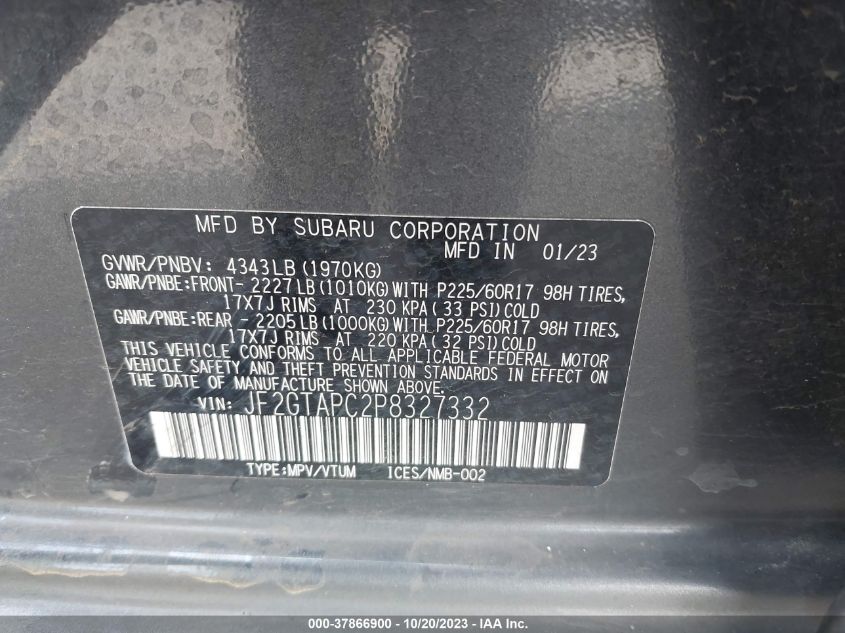 MFD BY SUBARU CORPORATION
MFD IN 01/23
GVWR/PNBV: 4343LB(1970KG)
GAWR/PNBE:FRONT- 2227LB(1010KG)WITH P225/60R17 98H TIRES,
17X7J RIMS AT 230 KPA(33 PSI)COLD
GAWR/PNBE:REAR - 2205LB(1000KG)WITH P225/60R17 98H TIRES,
17X7J RIMS AT 220 KPA(32 PSI)COLD
THIS VEHICLE CONFORMS TO ALL APPLICABLE FEDERAL MOTOR
VEHICLE SAFETY AND THEFT PREVENTION STANDARDS IN EFFECT ON
THE DATE OF MANUFACTURE SHOWN ABOVE.
VIN: JF2GTAPC2P8327332
TYPE:MPV/VTUM ICES/NMB-002
000-37866900 - 10/20/2023 - IAA Inc.